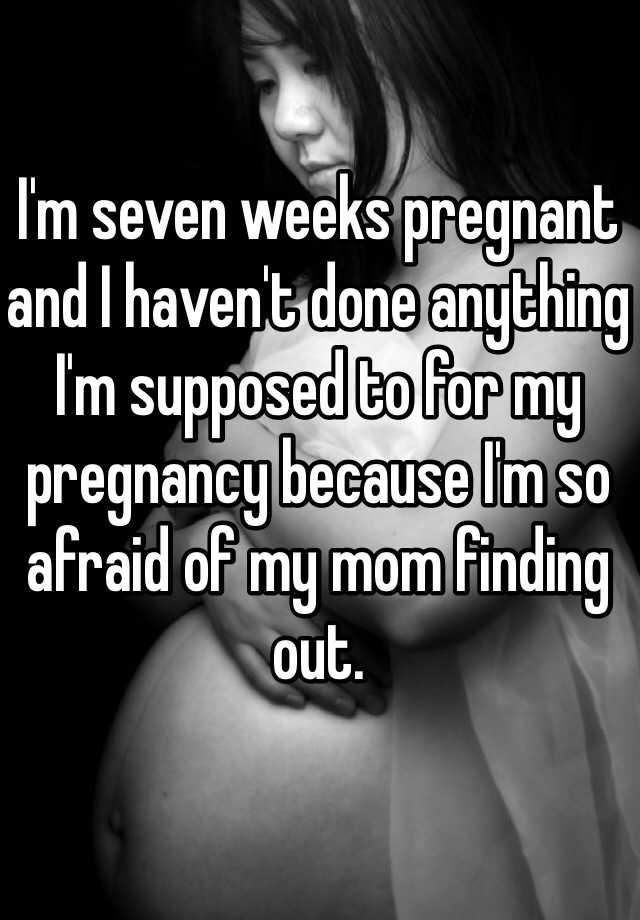 I'm seven weeks pregnant
and I haven't done anything
I'm supposed to for my
pregnancy because I'm so
afraid of my mom finding
out.